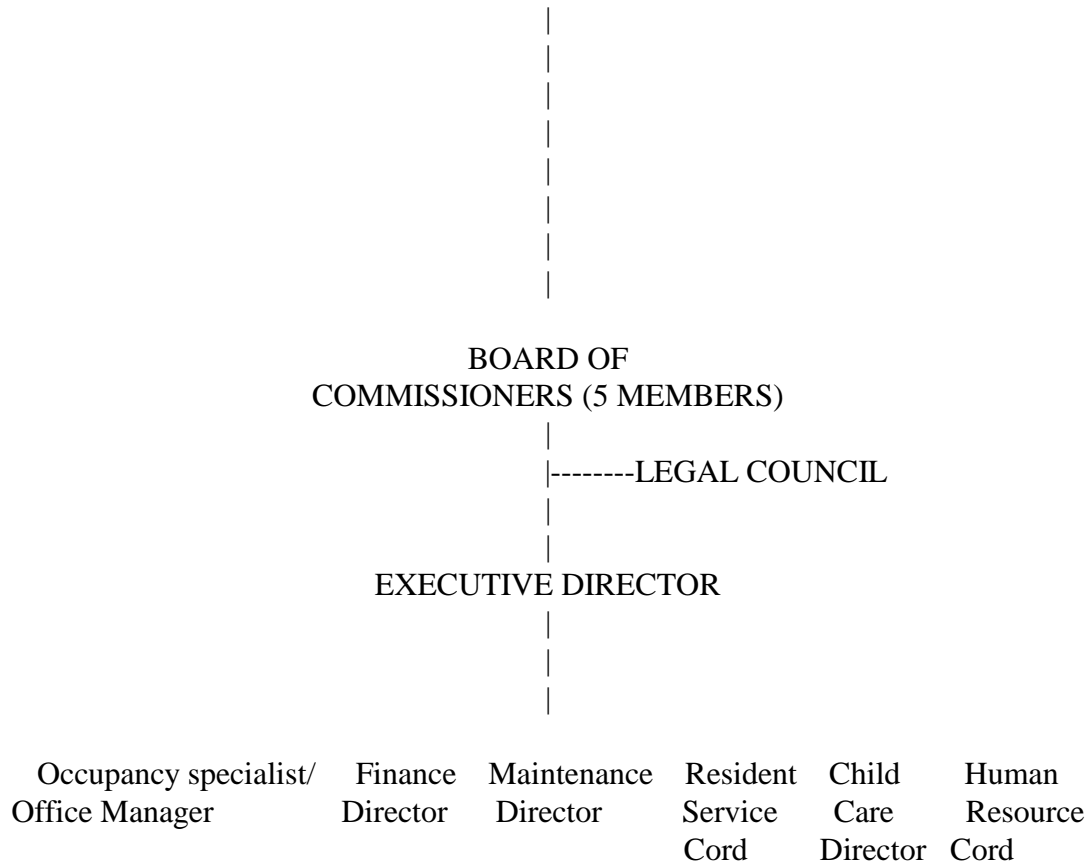 BOARD OF
COMMISSIONERS (5 MEMBERS)
|--------LEGAL COUNCIL
EXECUTIVE DIRECTOR
Occupancy specialist/ Finance Maintenance Resident Child Human
Office Manager Director Director Service Care Resource
Cord Director Cord